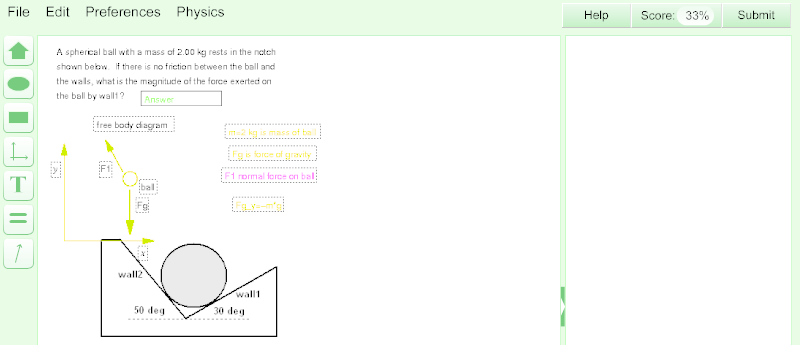 File Edit Preferences Physics
Help Score: 33% Submit
A spherical ball with a mass of 2.00 kg rests in the notch
shown below. If there is no friction between the ball and
the walls, what is the magnitude of the force exerted on
the ball by wall1? Answer
free body diagram
m=2 kg is mass of ball
Fg is force of gravity
F1 normal force on ball
Fg_y=-m*g
y
F1
ball
Fg
x
wall2
wall1
50 deg
30 deg
T